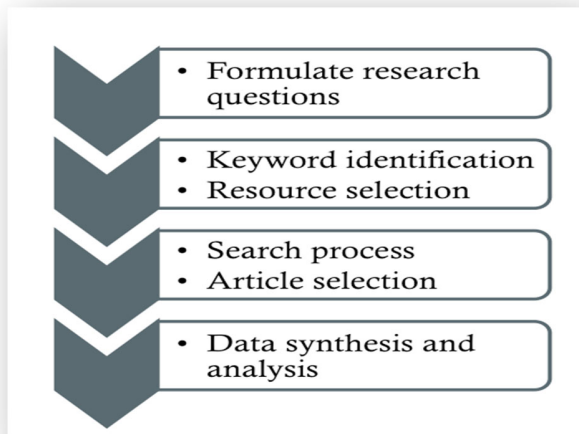 • Formulate research
questions
• Keyword identification
• Resource selection
• Search process
• Article selection
• Data synthesis and
analysis